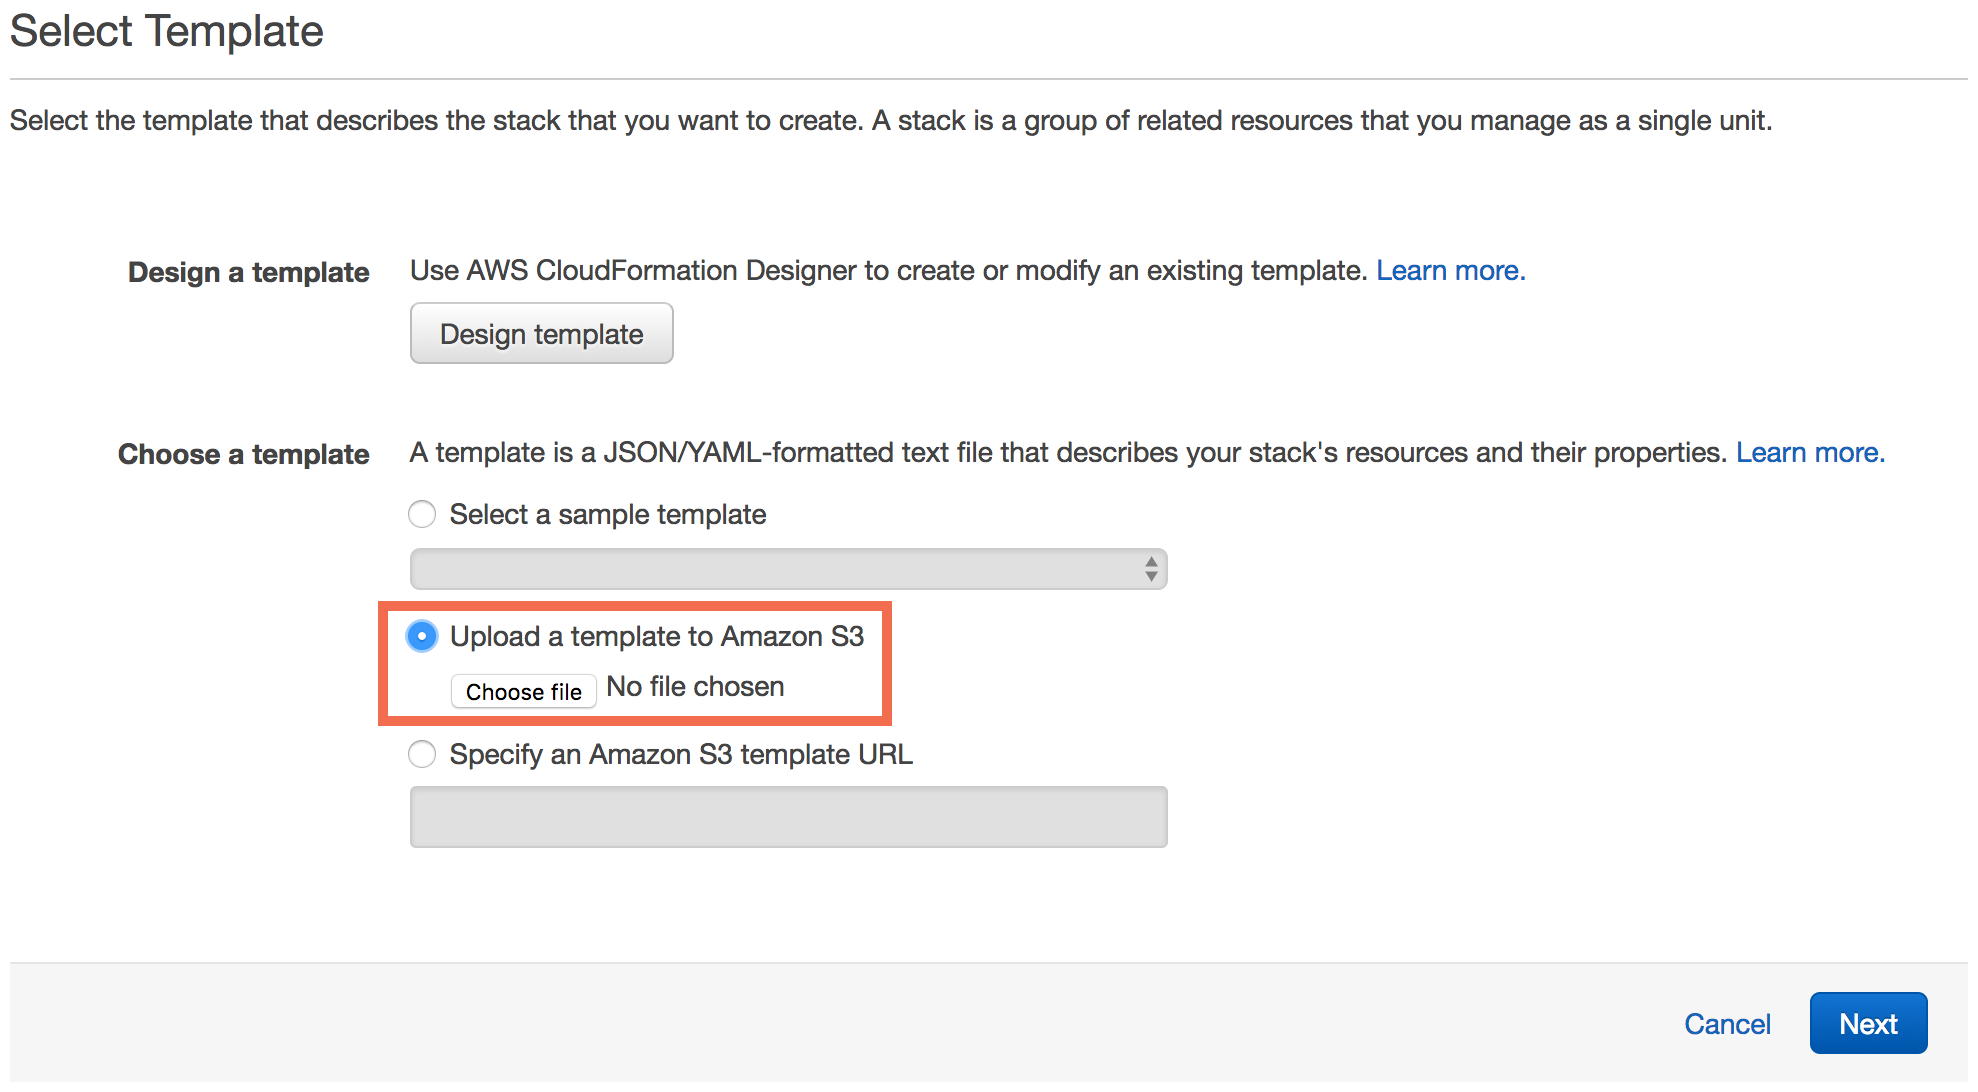 Select Template
Select the template that describes the stack that you want to create. A stack is a group of related resources that you manage as a single unit.
Design a template
Use AWS CloudFormation Designer to create or modify an existing template. Learn more.
Design template
Choose a template
A template is a JSON/YAML-formatted text file that describes your stack's resources and their properties. Learn more.
Select a sample template
Upload a template to Amazon S3
Choose file No file chosen
Specify an Amazon S3 template URL
Cancel
Next